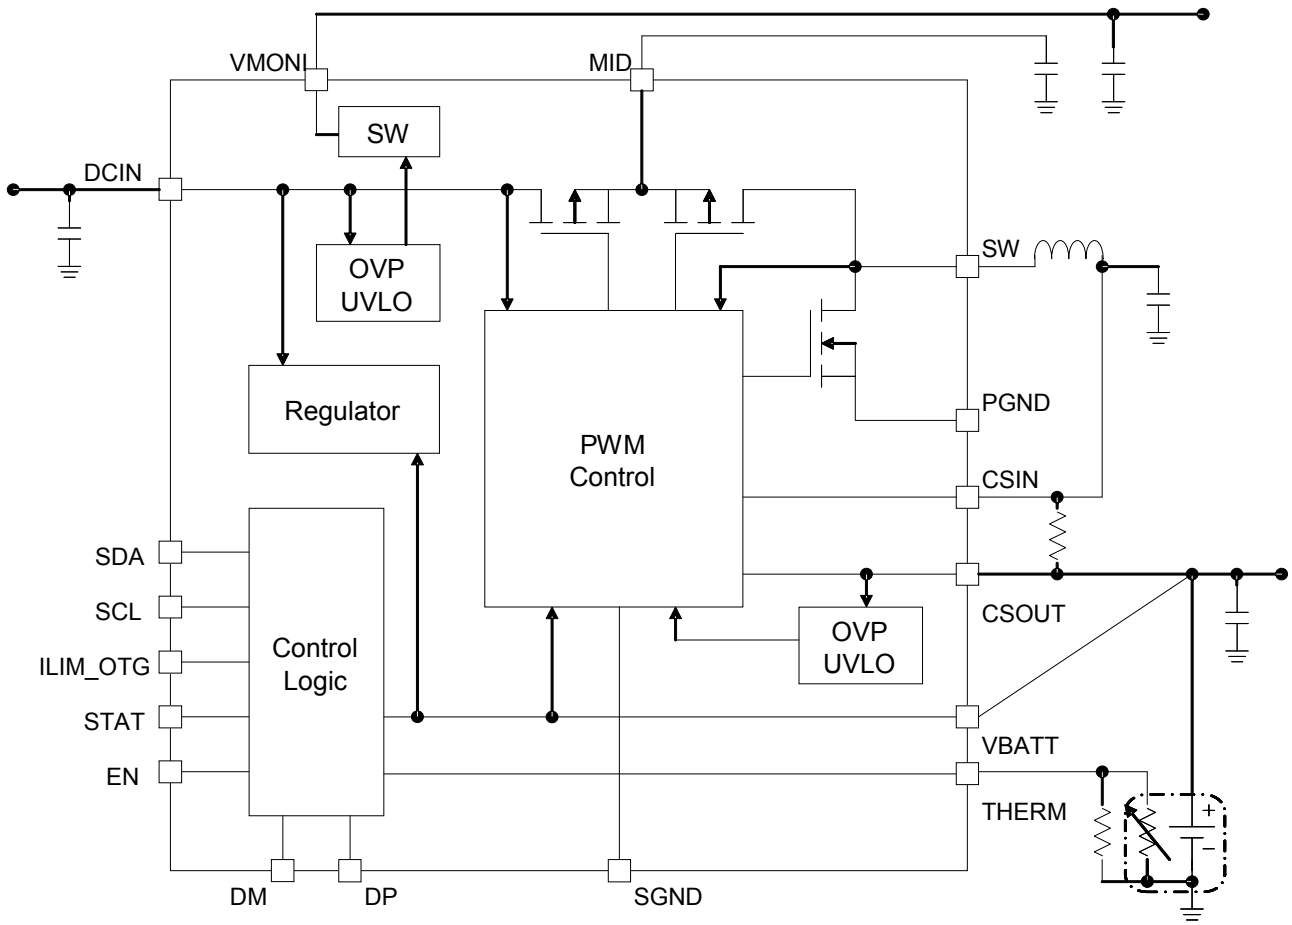 VMONI
MID
SW
DCIN
OVP
UVLO
SW
Regulator
PWM
Control
PGND
CSIN
SDA
SCL
ILIM_OTG
STAT
EN
Control
Logic
OVP
UVLO
CSOUT
VBATT
THERM
+
–
DM
DP
SGND